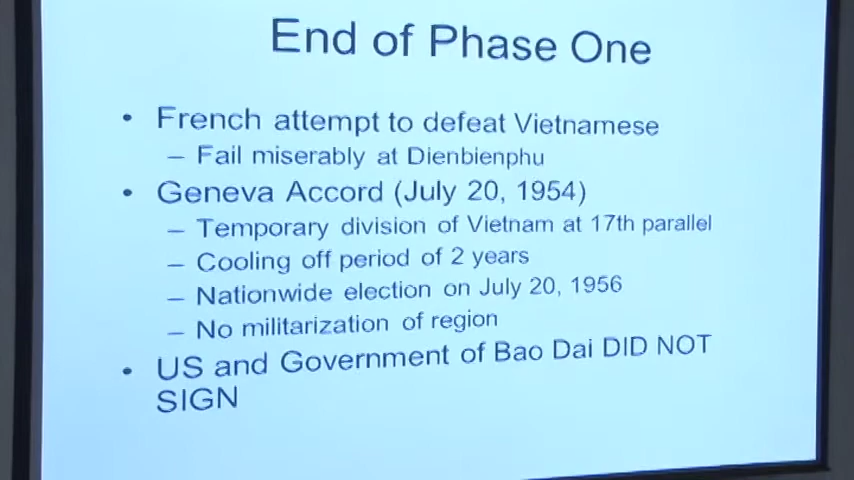 End of Phase One
• French attempt to defeat Vietnamese
– Fail miserably at Dienbienphu
• Geneva Accord (July 20, 1954)
– Temporary division of Vietnam at 17th parallel
– Cooling off period of 2 years
– Nationwide election on July 20, 1956
– No militarization of region
• US and Government of Bao Dai DID NOT
SIGN